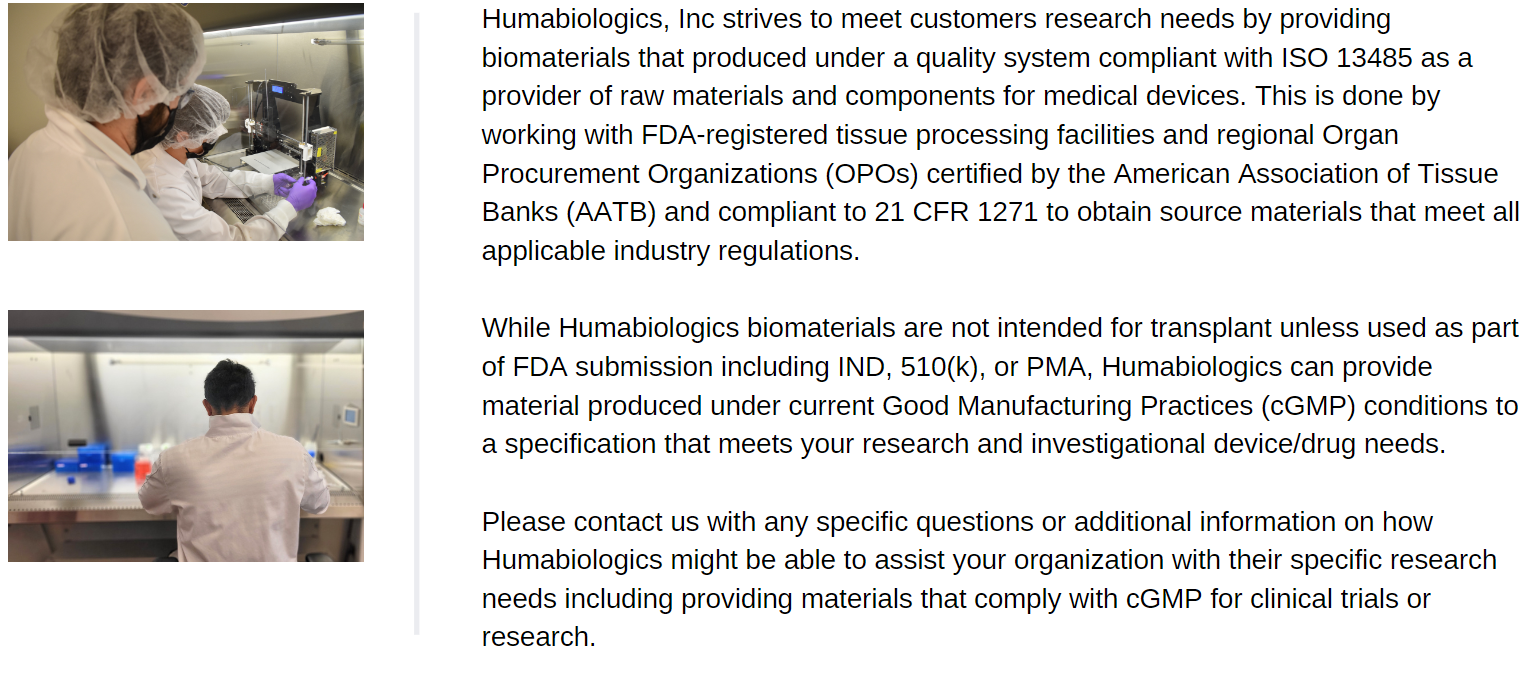 Humabiologics, Inc strives to meet customers research needs by providing
biomaterials that produced under a quality system compliant with ISO 13485 as a
provider of raw materials and components for medical devices. This is done by
working with FDA-registered tissue processing facilities and regional Organ
Procurement Organizations (OPOs) certified by the American Association of Tissue
Banks (AATB) and compliant to 21 CFR 1271 to obtain source materials that meet all
applicable industry regulations.
While Humabiologics biomaterials are not intended for transplant unless used as part
of FDA submission including IND, 510(k), or PMA, Humabiologics can provide
material produced under current Good Manufacturing Practices (cGMP) conditions to
a specification that meets your research and investigational device/drug needs.
Please contact us with any specific questions or additional information on how
Humabiologics might be able to assist your organization with their specific research
needs including providing materials that comply with cGMP for clinical trials or
research.